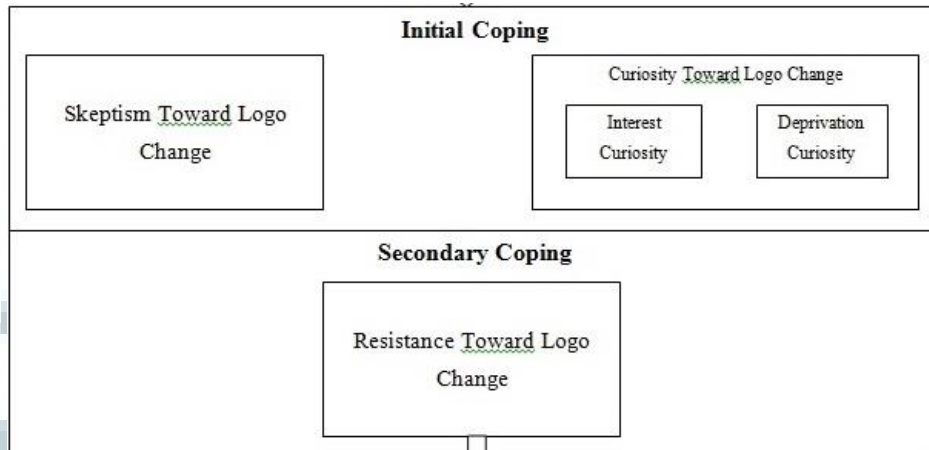 Initial Coping
Skeptism Toward Logo
Change
Curiosity Toward Logo Change
Interest
Curiosity
Deprivation
Curiosity
Secondary Coping
Resistance Toward Logo
Change